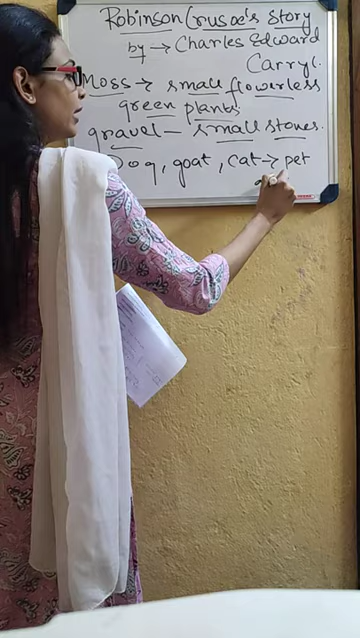 Robinson Crusoe's Story
by → Charles Edward
Carryl.
Moss → small flowerless
green plants.
gravel – small stones.
Dog, goat, cat → pet